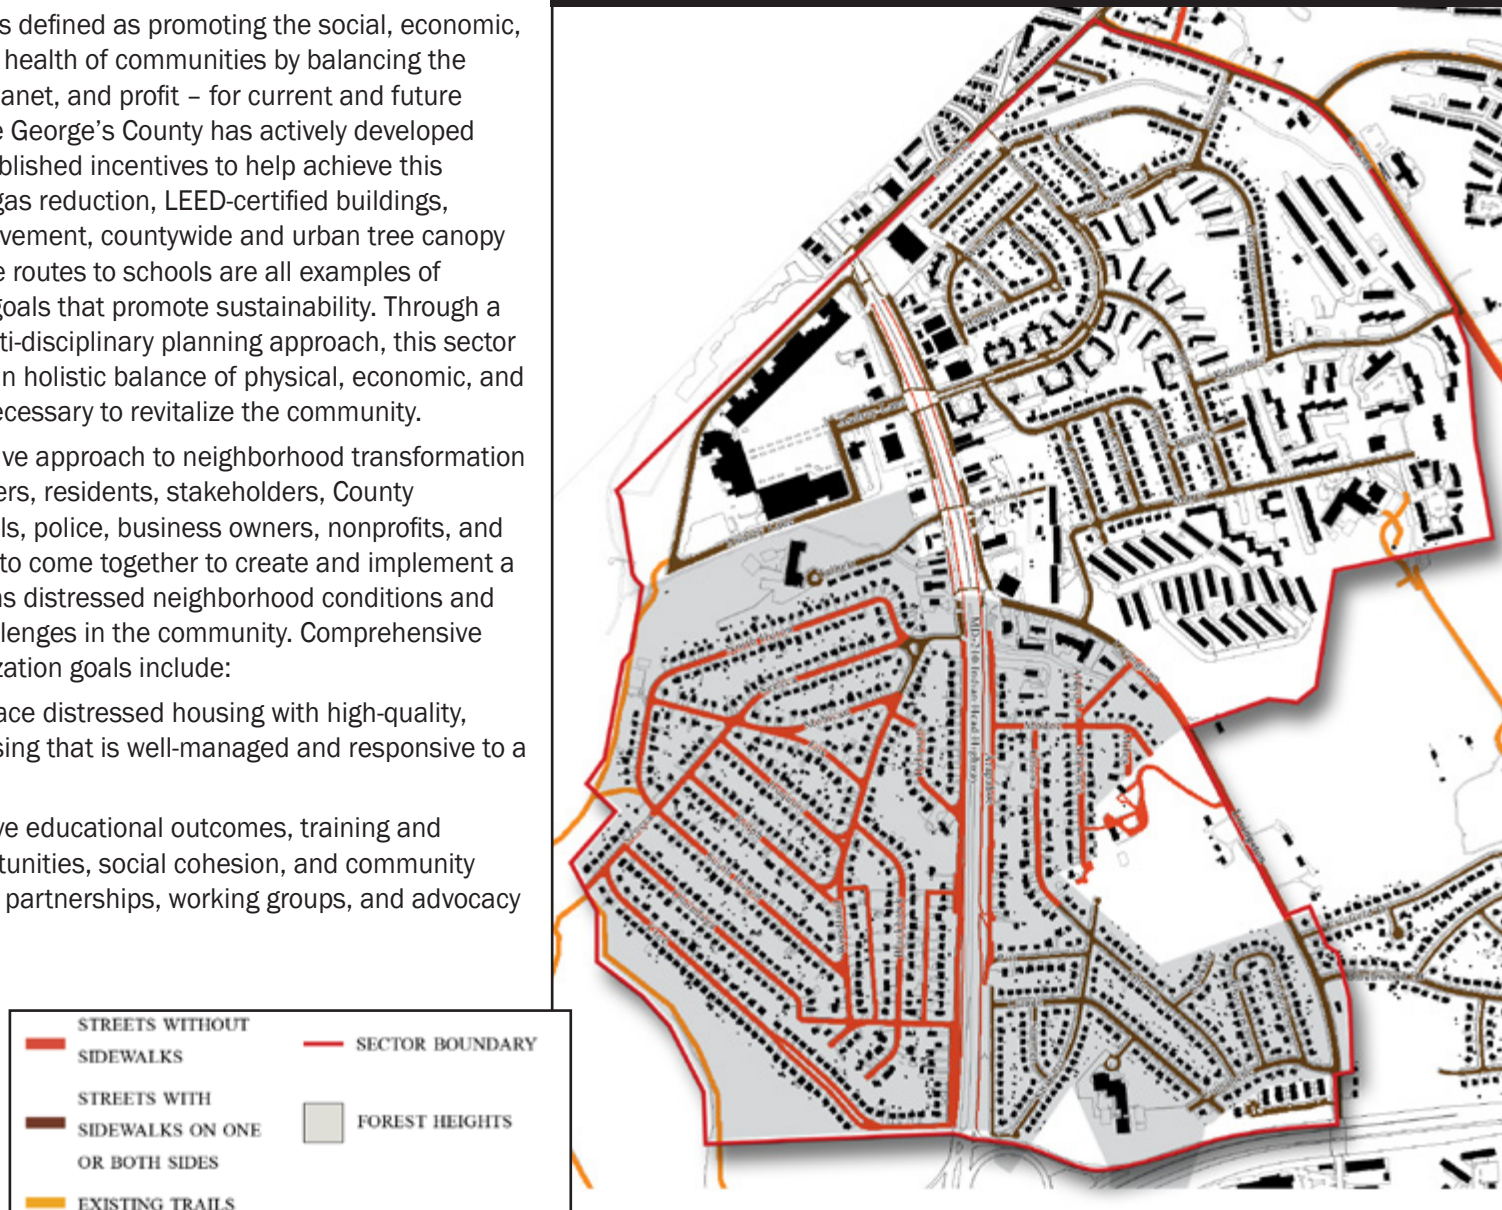 s defined as promoting the social, economic,
health of communities by balancing the
anet, and profit – for current and future
e George’s County has actively developed
blished incentives to help achieve this
gas reduction, LEED-certified buildings,
vement, countywide and urban tree canopy
e routes to schools are all examples of
goals that promote sustainability. Through a
ti-disciplinary planning approach, this sector
n holistic balance of physical, economic, and
ecessary to revitalize the community.
ve approach to neighborhood transformation
ers, residents, stakeholders, County
ls, police, business owners, nonprofits, and
to come together to create and implement a
ns distressed neighborhood conditions and
llenges in the community. Comprehensive
zation goals include:
ace distressed housing with high-quality,
sing that is well-managed and responsive to a
ve educational outcomes, training and
tunities, social cohesion, and community
partnerships, working groups, and advocacy
MD-210 Indian Head Highway
STREETS WITHOUT
SIDEWALKS
STREETS WITH
SIDEWALKS ON ONE
OR BOTH SIDES
EXISTING TRAILS
SECTOR BOUNDARY
FOREST HEIGHTS